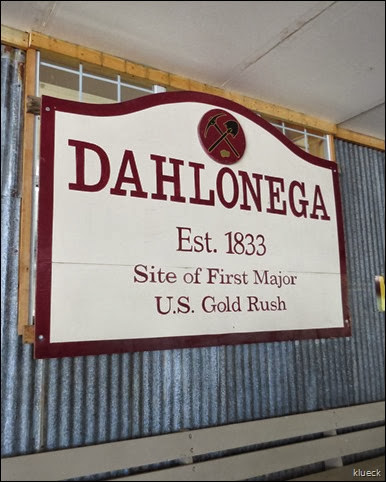 DAHLONEGA
Est. 1833
Site of First Major
U.S. Gold Rush
klueck